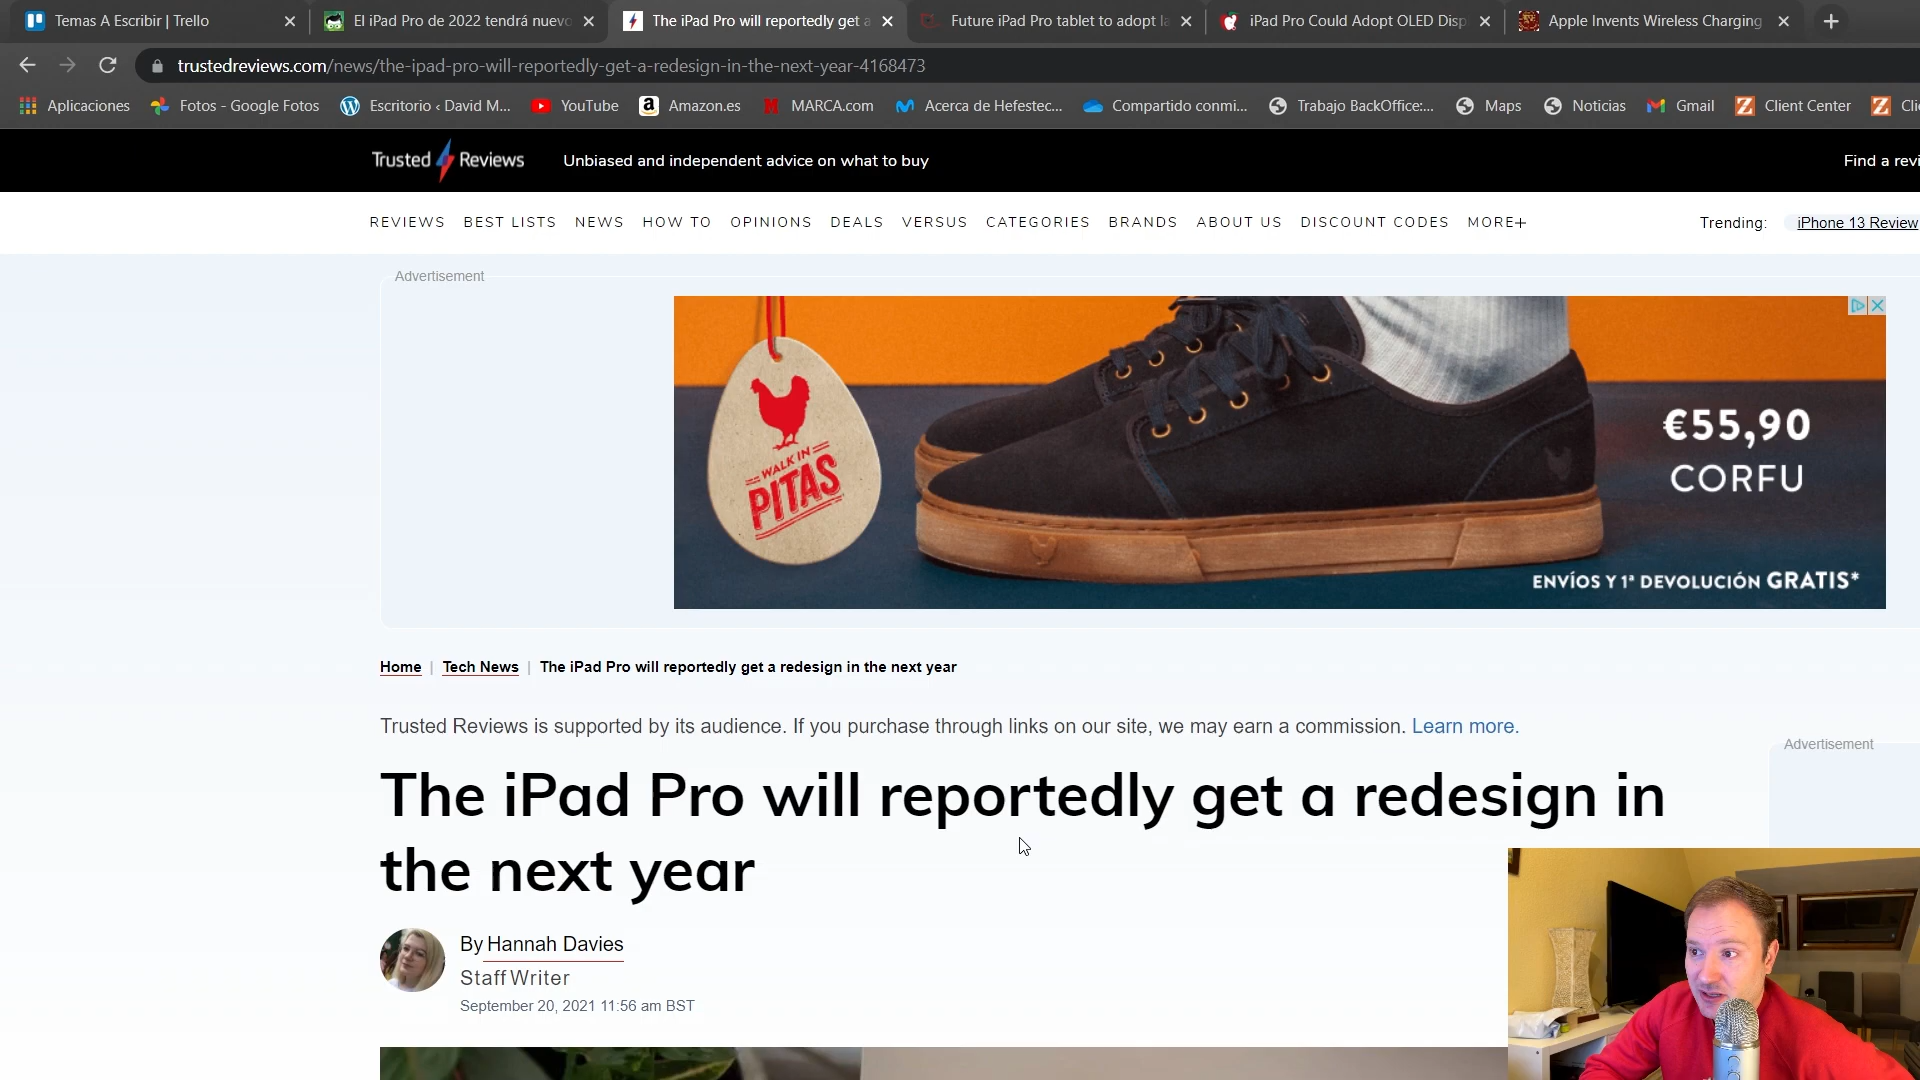 Temas A Escribir | Trello
El iPad Pro de 2022 tendrá nuevo
The iPad Pro will reportedly get a
Future iPad Pro tablet to adopt la
iPad Pro Could Adopt OLED Disp
Apple Invents Wireless Charging
trustedreviews.com/news/the-ipad-pro-will-reportedly-get-a-redesign-in-the-next-year-4168473
Aplicaciones
Fotos - Google Fotos
Escritorio ‹ David M...
YouTube
Amazon.es
MARCA.com
Acerca de Hefestec...
Compartido conmi...
Trabajo BackOffice:...
Maps
Noticias
Gmail
Client Center
Cli
Trusted Reviews
Unbiased and independent advice on what to buy
Find a revi
REVIEWS BEST LISTS NEWS HOW TO OPINIONS DEALS VERSUS CATEGORIES BRANDS ABOUT US DISCOUNT CODES MORE+
Trending: iPhone 13 Review
Advertisement
WALK IN
PITAS
€55,90
CORFU
ENVÍOS Y 1ª DEVOLUCIÓN GRATIS*
Home | Tech News | The iPad Pro will reportedly get a redesign in the next year
Trusted Reviews is supported by its audience. If you purchase through links on our site, we may earn a commission. Learn more.
Advertisement
The iPad Pro will reportedly get a redesign in
the next year
By Hannah Davies
Staff Writer
September 20, 2021 11:56 am BST